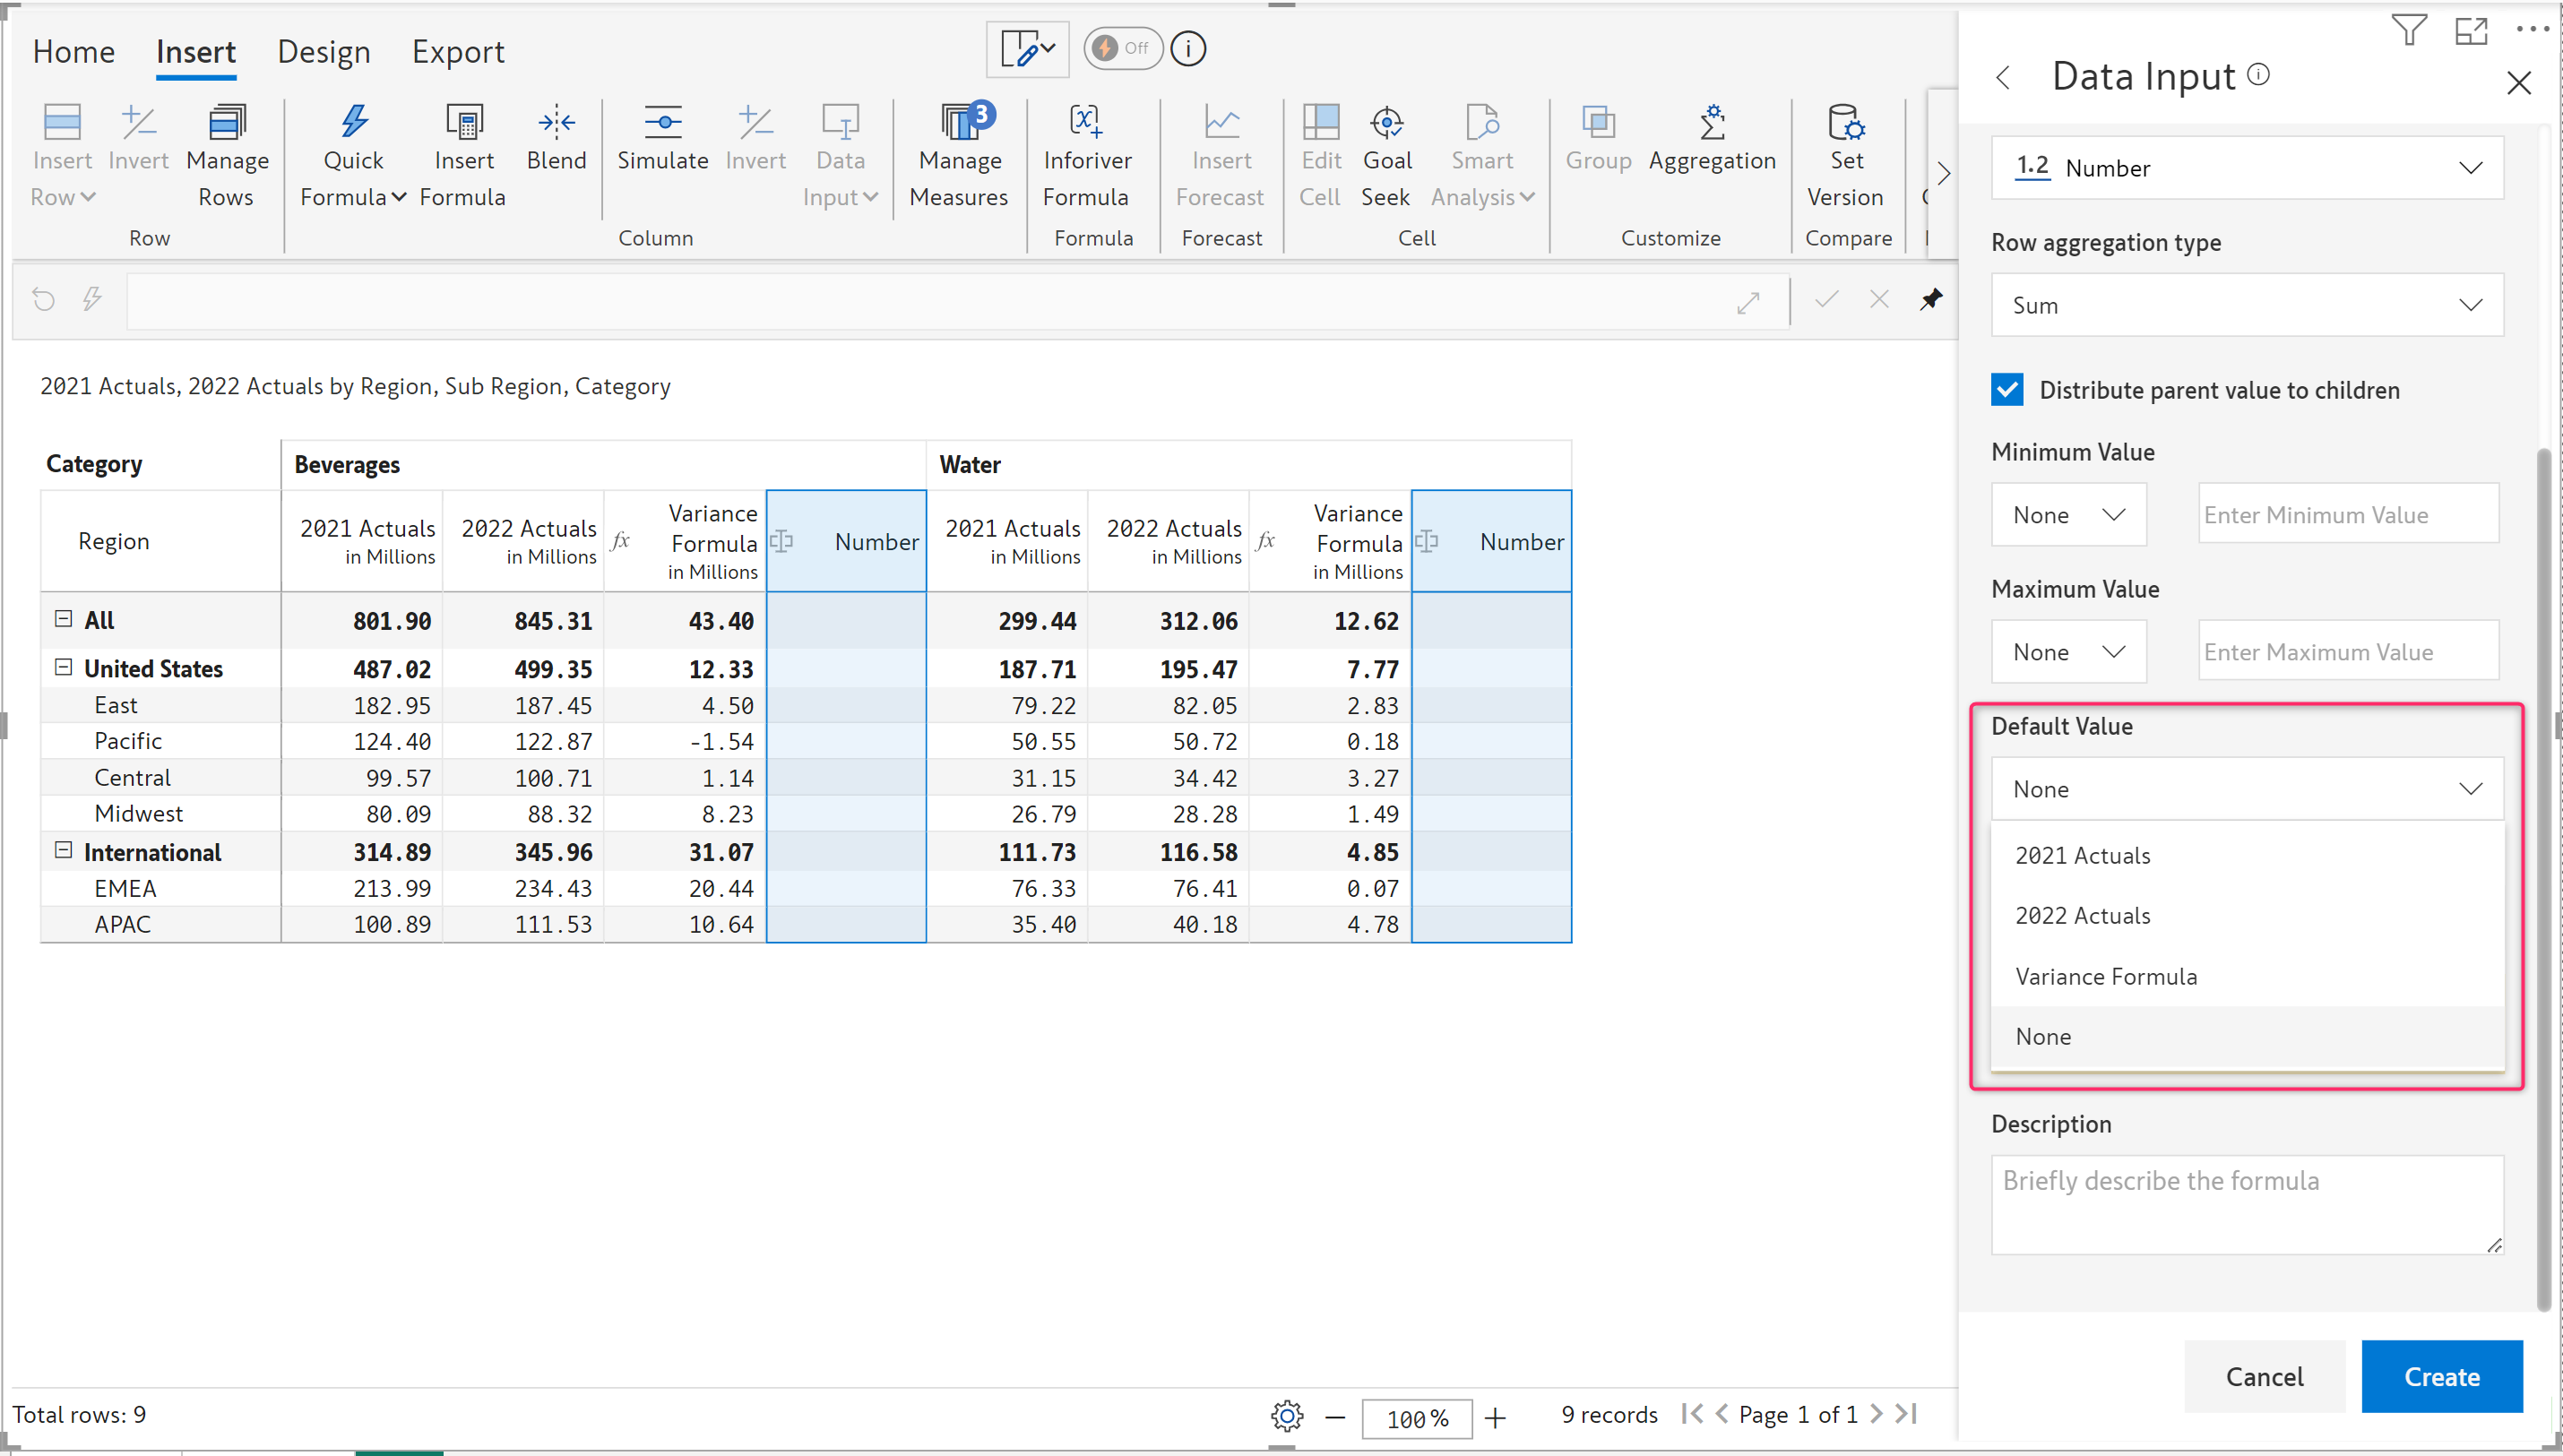 Home Insert Design Export Off
Insert Row Invert Manage Rows
Row
Quick Formula Insert Formula Blend Simulate Invert Data Input Manage Measures 3
Column
Inforiver Formula
Formula
Insert Forecast
Forecast
Edit Cell Goal Seek Smart Analysis
Cell
Group Aggregation
Customize
Set Version
Compare
2021 Actuals, 2022 Actuals by Region, Sub Region, Category
Category Beverages Water
Region 2021 Actuals in Millions 2022 Actuals in Millions fx Variance Formula in Millions Number 2021 Actuals in Millions 2022 Actuals in Millions fx Variance Formula in Millions Number
All 801.90 845.31 43.40 299.44 312.06 12.62
United States 487.02 499.35 12.33 187.71 195.47 7.77
East 182.95 187.45 4.50 79.22 82.05 2.83
Pacific 124.40 122.87 -1.54 50.55 50.72 0.18
Central 99.57 100.71 1.14 31.15 34.42 3.27
Midwest 80.09 88.32 8.23 26.79 28.28 1.49
International 314.89 345.96 31.07 111.73 116.58 4.85
EMEA 213.99 234.43 20.44 76.33 76.41 0.07
APAC 100.89 111.53 10.64 35.40 40.18 4.78
Total rows: 9
100 %
9 records Page 1 of 1
Data Input
1.2 Number
Row aggregation type
Sum
Distribute parent value to children
Minimum Value
None Enter Minimum Value
Maximum Value
None Enter Maximum Value
Default Value
None
2021 Actuals
2022 Actuals
Variance Formula
None
Description
Briefly describe the formula
Cancel Create